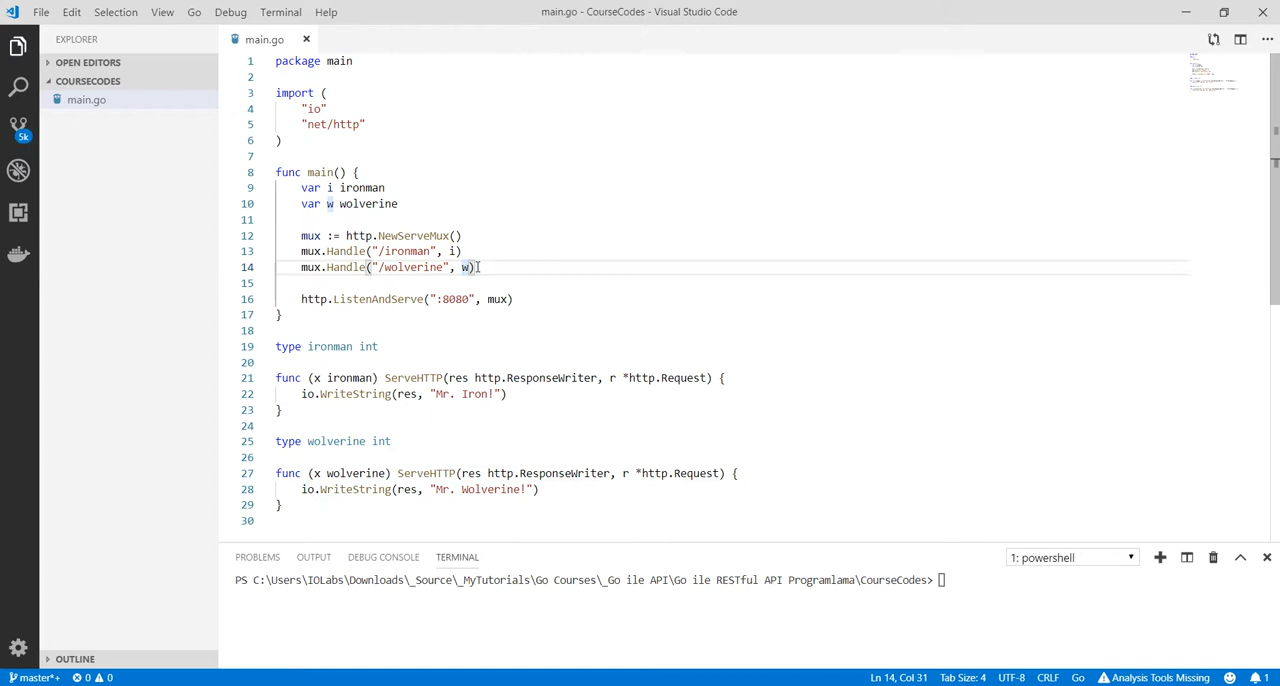 File Edit Selection View Go Debug Terminal Help
main.go - CourseCodes - Visual Studio Code
EXPLORER
OPEN EDITORS
COURSECODES
main.go
5k
OUTLINE
main.go
1 package main
2
3 import (
4 "io"
5 "net/http"
6 )
7
8 func main() {
9 var i ironman
10 var w wolverine
11
12 mux := http.NewServeMux()
13 mux.Handle("/ironman", i)
14 mux.Handle("/wolverine", w)
15
16 http.ListenAndServe(":8080", mux)
17 }
18
19 type ironman int
20
21 func (x ironman) ServeHTTP(res http.ResponseWriter, r *http.Request) {
22 io.WriteString(res, "Mr. Iron!")
23 }
24
25 type wolverine int
26
27 func (x wolverine) ServeHTTP(res http.ResponseWriter, r *http.Request) {
28 io.WriteString(res, "Mr. Wolverine!")
29 }
30
PROBLEMS OUTPUT DEBUG CONSOLE TERMINAL
1: powershell
PS C:\Users\IOLabs\Downloads\_Source\_MyTutorials\Go Courses\_Go ile API\Go ile RESTful API Programlama\CourseCodes>
master*+ 0 0
Ln 14, Col 31 Tab Size: 4 UTF-8 CRLF Go Analysis Tools Missing 1